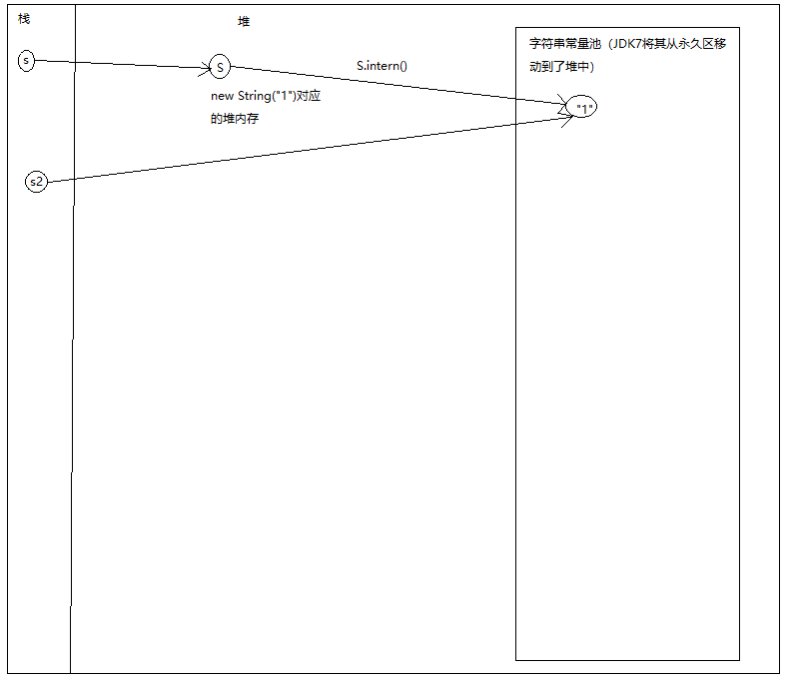 栈
堆
字符串常量池（JDK7将其从永久区移
动到了堆中）
s
S
S.intern()
new String("1")对应
的堆内存
"1"
s2